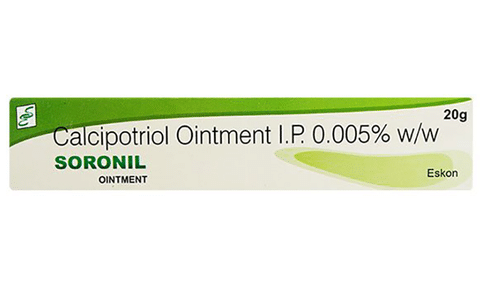 20g
Calcipotriol Ointment I.P. 0.005% w/w
SORONIL
OINTMENT
Eskon